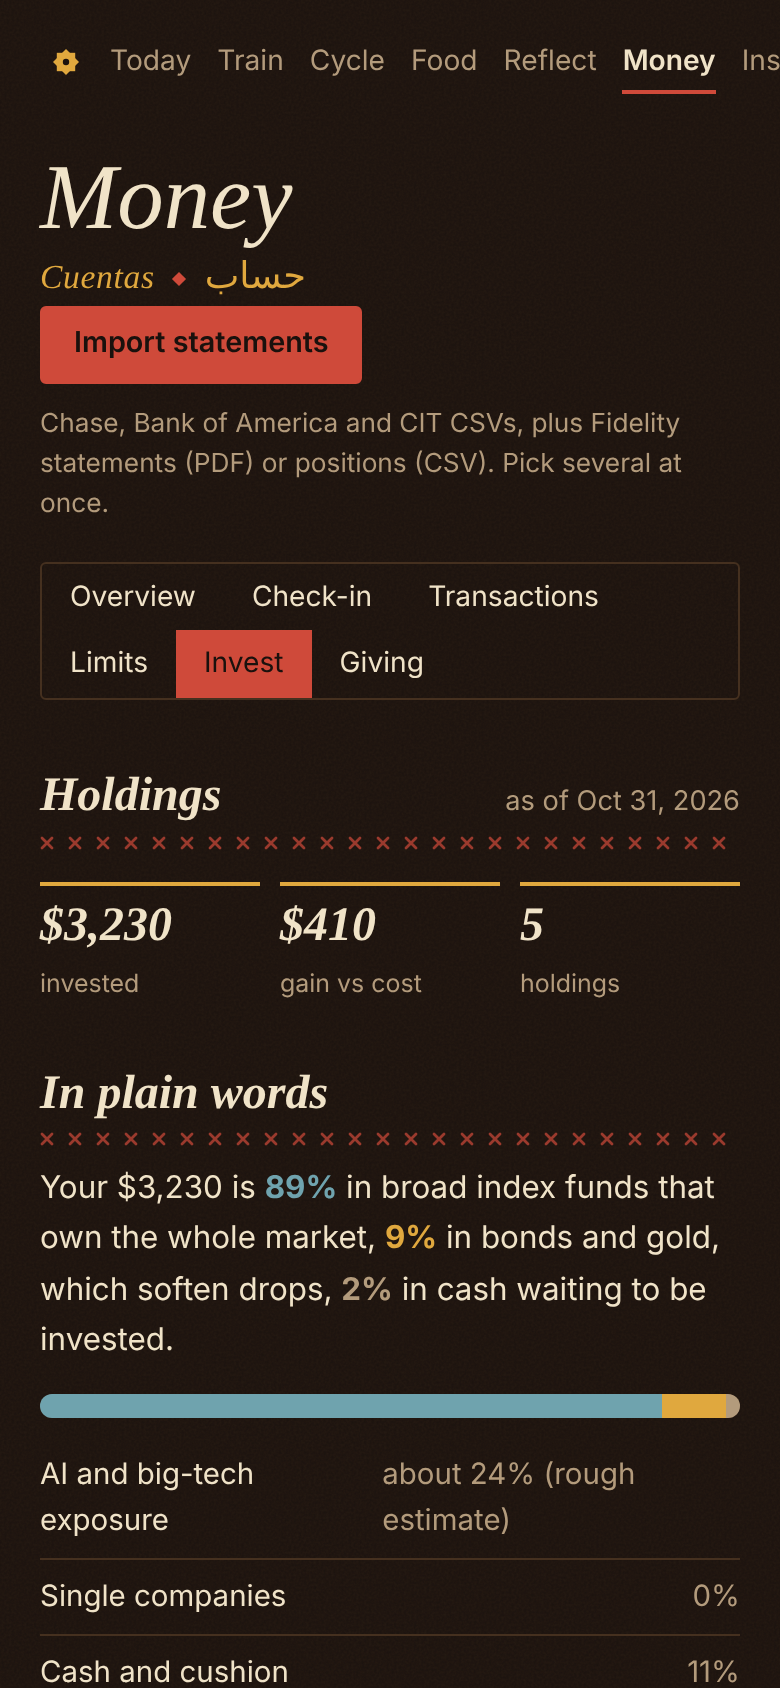 Today Train Cycle Food Reflect Money Ins
Money
Cuentas ◆ حساب
Import statements
Chase, Bank of America and CIT CSVs, plus Fidelity
statements (PDF) or positions (CSV). Pick several at
once.
Overview Check-in Transactions
Limits Invest Giving
Holdings as of Oct 31, 2026
$3,230 $410 5
invested gain vs cost holdings
In plain words
Your $3,230 is 89% in broad index funds that
own the whole market, 9% in bonds and gold,
which soften drops, 2% in cash waiting to be
invested.
AI and big-tech about 24% (rough
exposure estimate)
Single companies 0%
Cash and cushion 11%